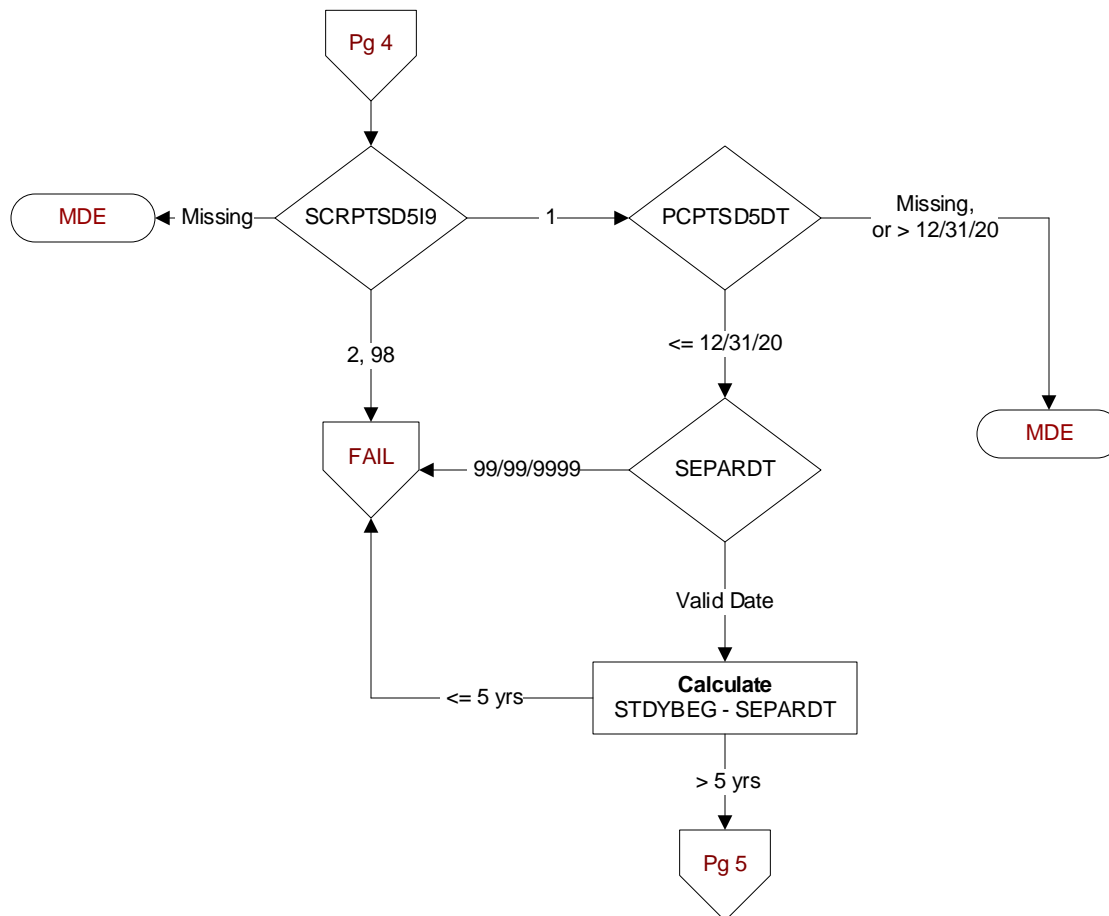 Pg 4
MDE
Missing
SCRPTSD5I9
1
PCPTSD5DT
Missing,
or > 12/31/20
2, 98
<= 12/31/20
MDE
FAIL
99/99/9999
SEPARDT
Valid Date
<= 5 yrs
Calculate
STDYBEG - SEPARDT
> 5 yrs
Pg 5